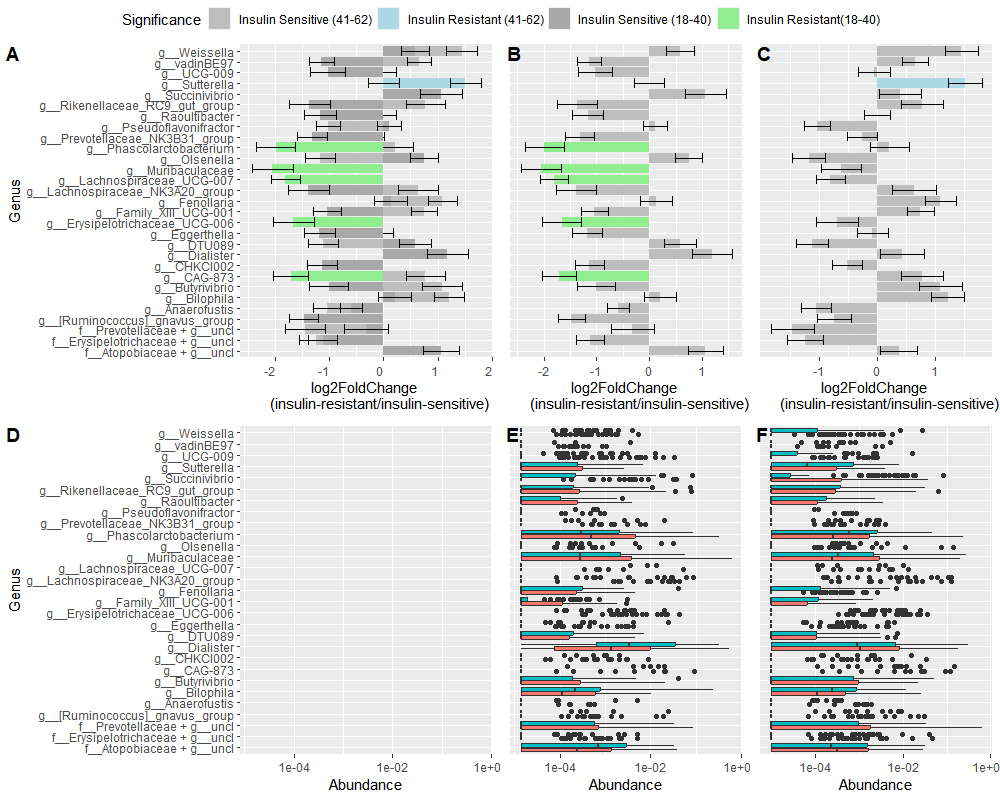 Significance Insulin Sensitive (41-62) Insulin Resistant (41-62) Insulin Sensitive (18-40) Insulin Resistant(18-40)
A B C
Genus
g__Weissella
g__vadinBE97
g__UCG-009
g__Sutterella
g__Succinivibrio
g__Rikenellaceae_RC9_gut_group
g__Raoultibacter
g__Pseudoflavonifractor
g__Prevotellaceae_NK3B31_group
g__Phascolarctobacterium
g__Olsenella
g__Muribaculaceae
g__Lachnospiraceae_UCG-007
g__Lachnospiraceae_NK3A20_group
g__Fenollaria
g__Family_XIII_UCG-001
g__Erysipelotrichaceae_UCG-006
g__Eggerthella
g__DTU089
g__Dialister
g__CHKCI002
g__CAG-873
g__Butyrivibrio
g__Bilophila
g__Anaerofustis
g__[Ruminococcus]_gnavus_group
f__Prevotellaceae + g__uncl
f__Erysipelotrichaceae + g__uncl
f__Atopobiaceae + g__uncl
-2 -1 0 1 2 -2 -1 0 1 -1 0 1
log2FoldChange log2FoldChange log2FoldChange
(insulin-resistant/insulin-sensitive) (insulin-resistant/insulin-sensitive) (insulin-resistant/insulin-sensitive)
D E F
Genus
g__Weissella
g__vadinBE97
g__UCG-009
g__Sutterella
g__Succinivibrio
g__Rikenellaceae_RC9_gut_group
g__Raoultibacter
g__Pseudoflavonifractor
g__Prevotellaceae_NK3B31_group
g__Phascolarctobacterium
g__Olsenella
g__Muribaculaceae
g__Lachnospiraceae_UCG-007
g__Lachnospiraceae_NK3A20_group
g__Fenollaria
g__Family_XIII_UCG-001
g__Erysipelotrichaceae_UCG-006
g__Eggerthella
g__DTU089
g__Dialister
g__CHKCI002
g__CAG-873
g__Butyrivibrio
g__Bilophila
g__Anaerofustis
g__[Ruminococcus]_gnavus_group
f__Prevotellaceae + g__uncl
f__Erysipelotrichaceae + g__uncl
f__Atopobiaceae + g__uncl
1e-04 1e-02 1e+0 1e-04 1e-02 1e+0 1e-04 1e-02 1e+0
Abundance Abundance Abundance